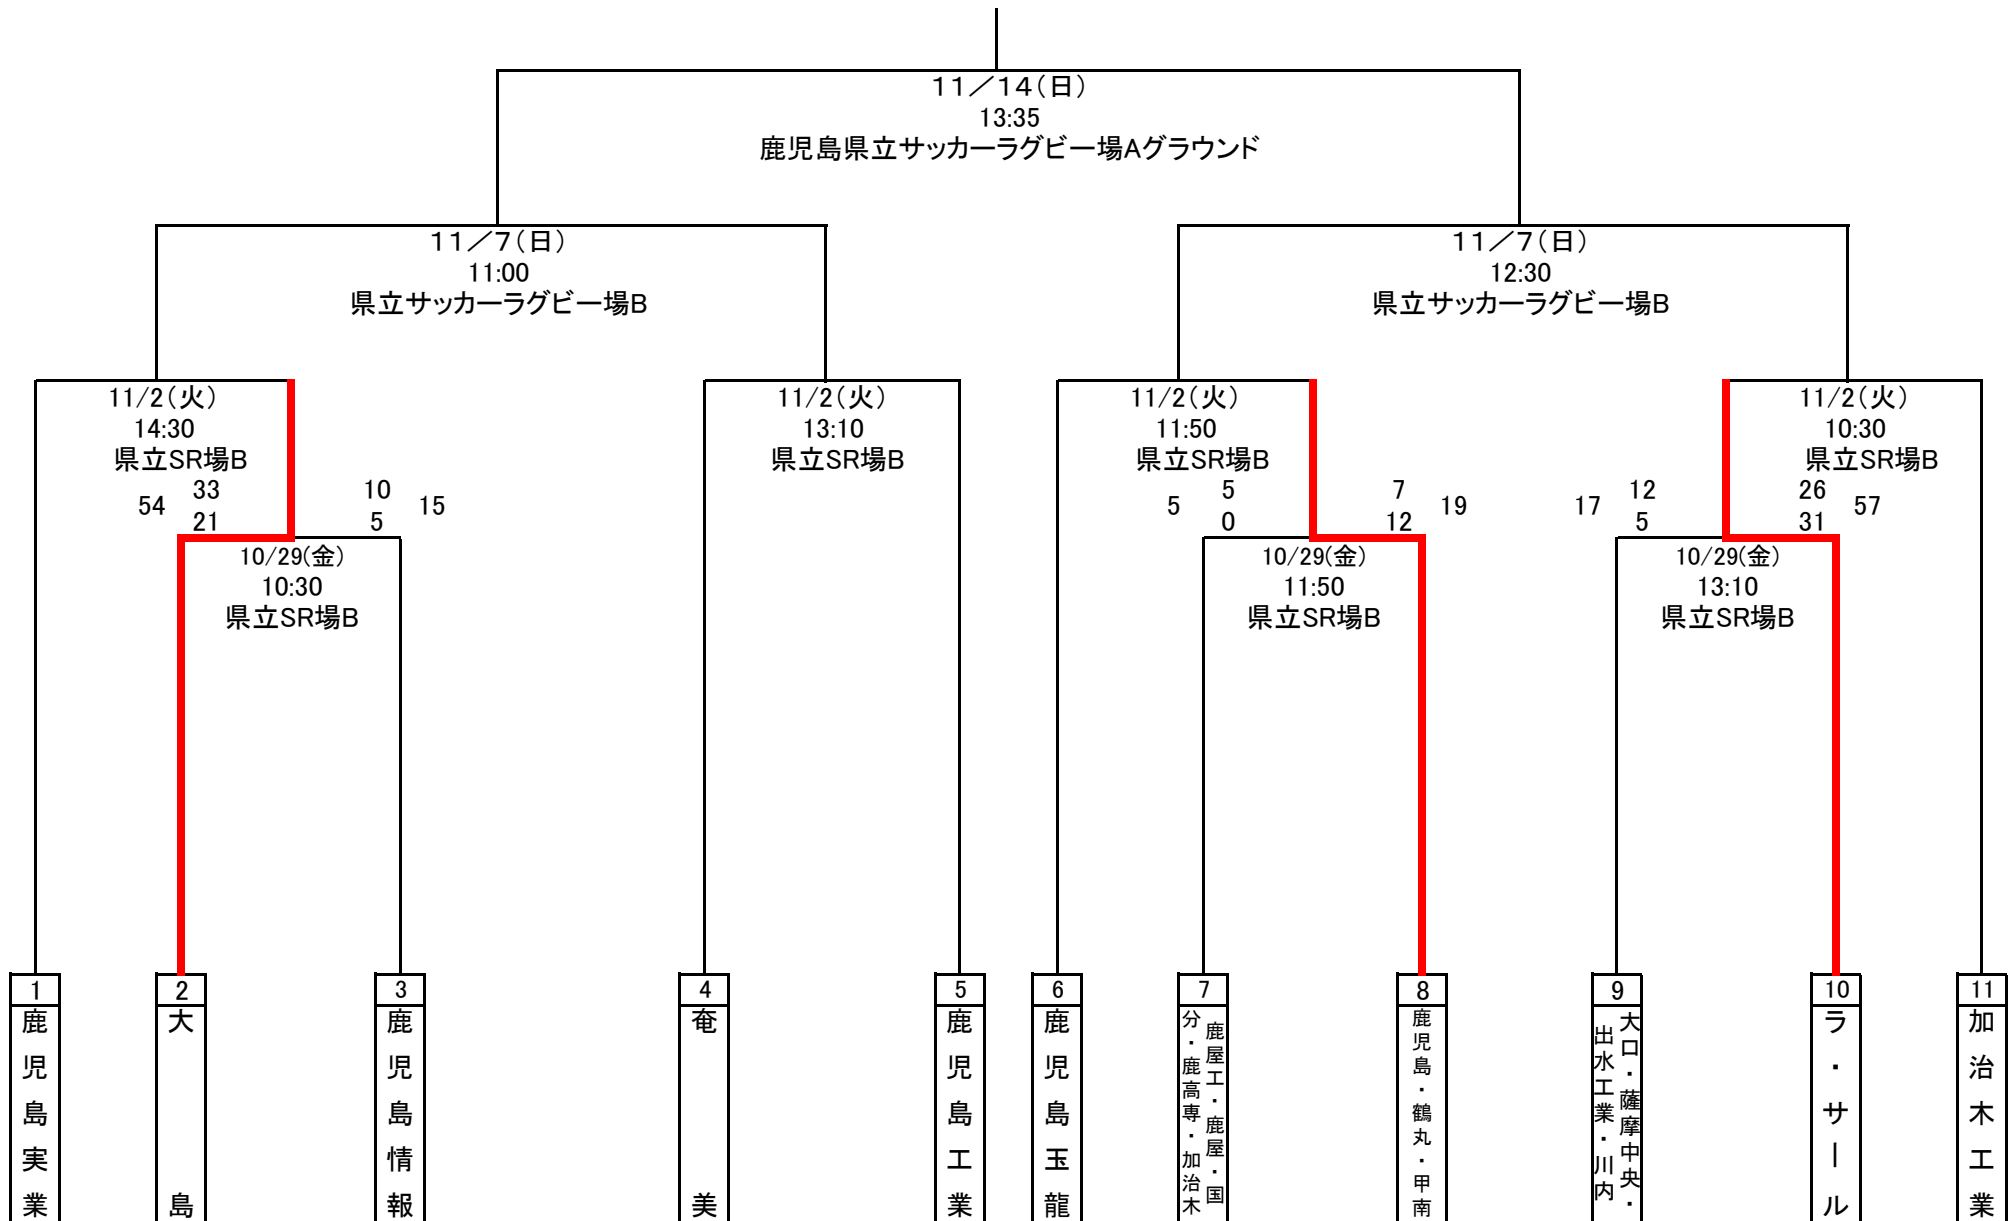 11／14(日)
13:35
鹿児島県立サッカーラグビー場Aグラウンド
11／7(日)
11:00
県立サッカーラグビー場B
11／7(日)
12:30
県立サッカーラグビー場B
11/2(火)
14:30
県立SR場B
11/2(火)
13:10
県立SR場B
11/2(火)
11:50
県立SR場B
11/2(火)
10:30
県立SR場B
54
33
21
10
5
15
5
5
0
7
12
19
17
12
5
26
31
57
10/29(金)
10:30
県立SR場B
10/29(金)
11:50
県立SR場B
10/29(金)
13:10
県立SR場B
1
鹿児島実業
2
大島
3
鹿児島情報
4
奄美
5
鹿児島工業
6
鹿児島玉龍
7
鹿屋工・鹿屋・国
分・鹿高専・加治木
8
鹿児島・鶴丸・甲南
9
大口・薩摩中央・
出水工業・川内
10
ラ・サール
11
加治木工業